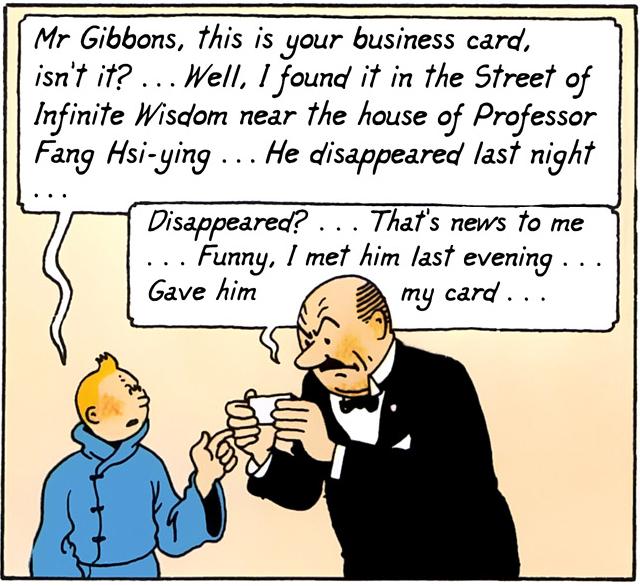 Mr Gibbons, this is your business card,
isn't it? ... Well, I found it in the Street of
Infinite Wisdom near the house of Professor
Fang Hsi-ying ... He disappeared last night
...
Disappeared? ... That's news to me
... Funny, I met him last evening ...
Gave him my card ...